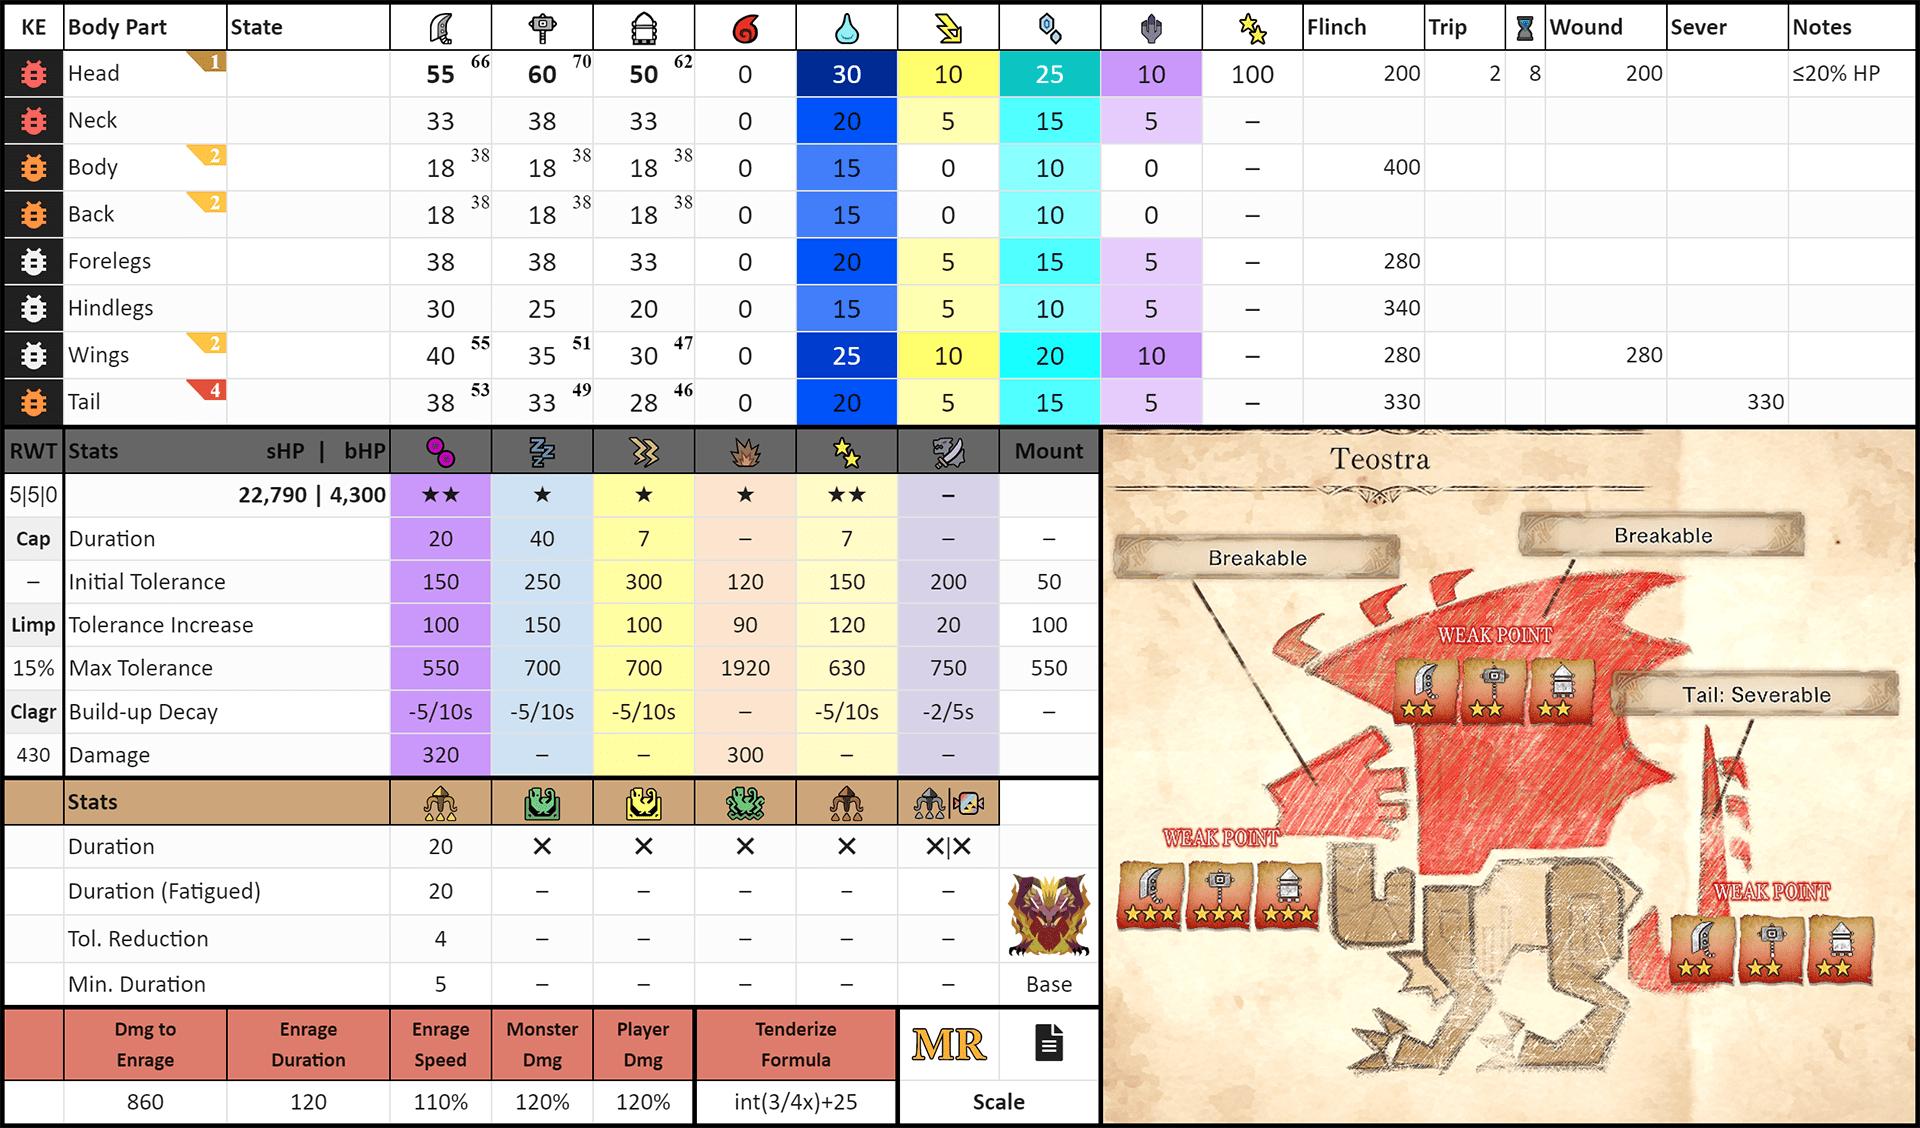 KE Body Part State Flinch Trip Wound Sever Notes
Head 1 55 66 60 70 50 62 0 30 10 25 10 100 200 2 8 200 ≤20% HP
Neck 33 38 33 0 20 5 15 5 –
Body 2 18 38 18 38 18 38 0 15 0 10 0 – 400
Back 2 18 38 18 38 18 38 0 15 0 10 0 –
Forelegs 38 38 33 0 20 5 15 5 – 280
Hindlegs 30 25 20 0 15 5 10 5 – 340
Wings 2 40 55 35 51 30 47 0 25 10 20 10 – 280 280
Tail 4 38 53 33 49 28 46 0 20 5 15 5 – 330 330
RWT Stats sHP | bHP Mount
5|5|0 22,790 | 4,300 ★★ ★ ★ ★ ★★ –
Cap Duration 20 40 7 – 7 – –
– Initial Tolerance 150 250 300 120 150 200 50
Limp Tolerance Increase 100 150 100 90 120 20 100
15% Max Tolerance 550 700 700 1920 630 750 550
Clagr Build-up Decay -5/10s -5/10s -5/10s – -5/10s -2/5s –
430 Damage 320 – – 300 – –
Stats
Duration 20 ✕ ✕ ✕ ✕ ✕|✕
Duration (Fatigued) 20 – – – – –
Tol. Reduction 4 – – – – –
Min. Duration 5 – – – – – Base
Dmg to Enrage Enrage Duration Enrage Speed Monster Dmg Player Dmg Tenderize Formula MR
860 120 110% 120% 120% int(3/4x)+25 Scale
Teostra
Breakable
Breakable
WEAK POINT
★★ ★★ ★★
Tail: Severable
WEAK POINT
★★★ ★★★ ★★★
WEAK POINT
★★ ★★ ★★